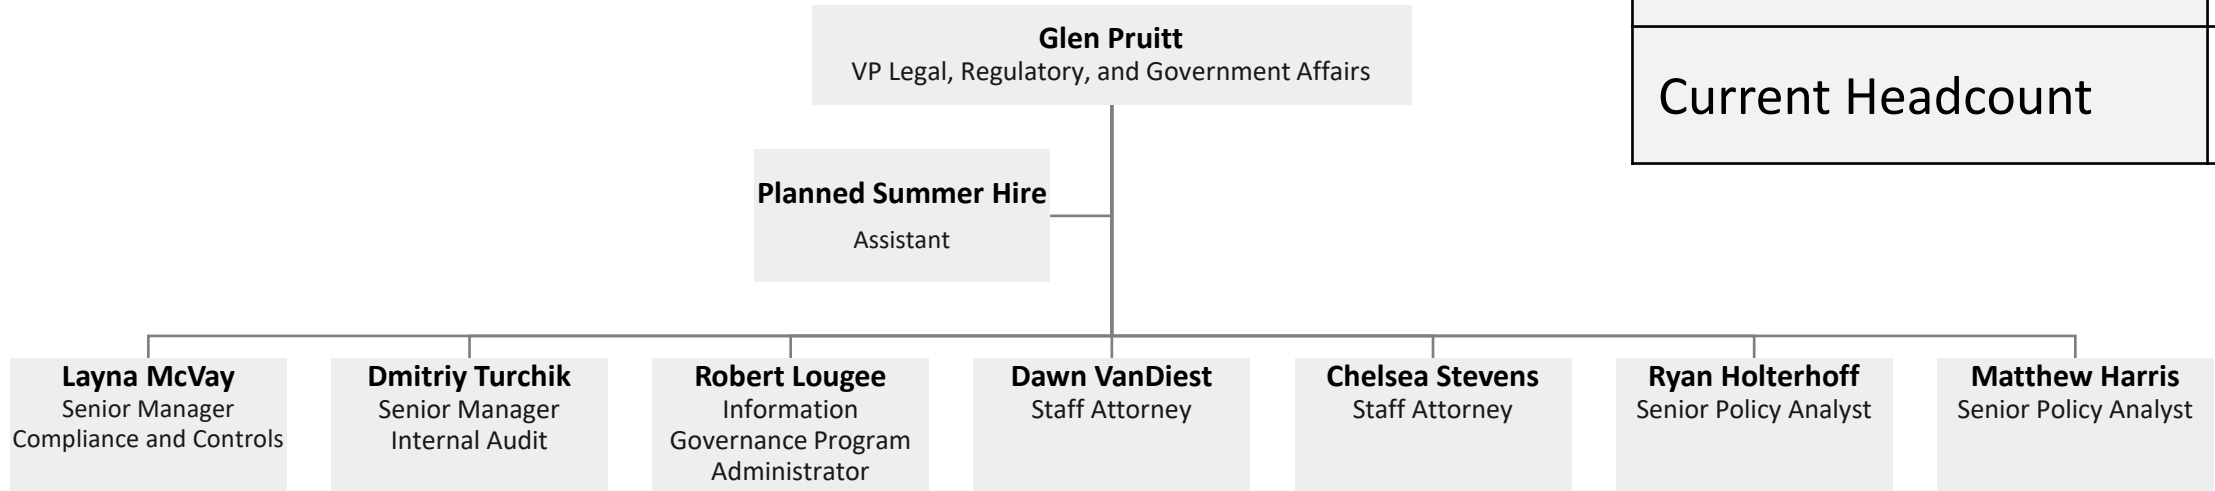 Glen Pruitt
VP Legal, Regulatory, and Government Affairs
Current Headcount
Planned Summer Hire
Assistant
Layna McVay
Senior Manager
Compliance and Controls
Dmitriy Turchik
Senior Manager
Internal Audit
Robert Lougee
Information
Governance Program
Administrator
Dawn VanDiest
Staff Attorney
Chelsea Stevens
Staff Attorney
Ryan Holterhoff
Senior Policy Analyst
Matthew Harris
Senior Policy Analyst